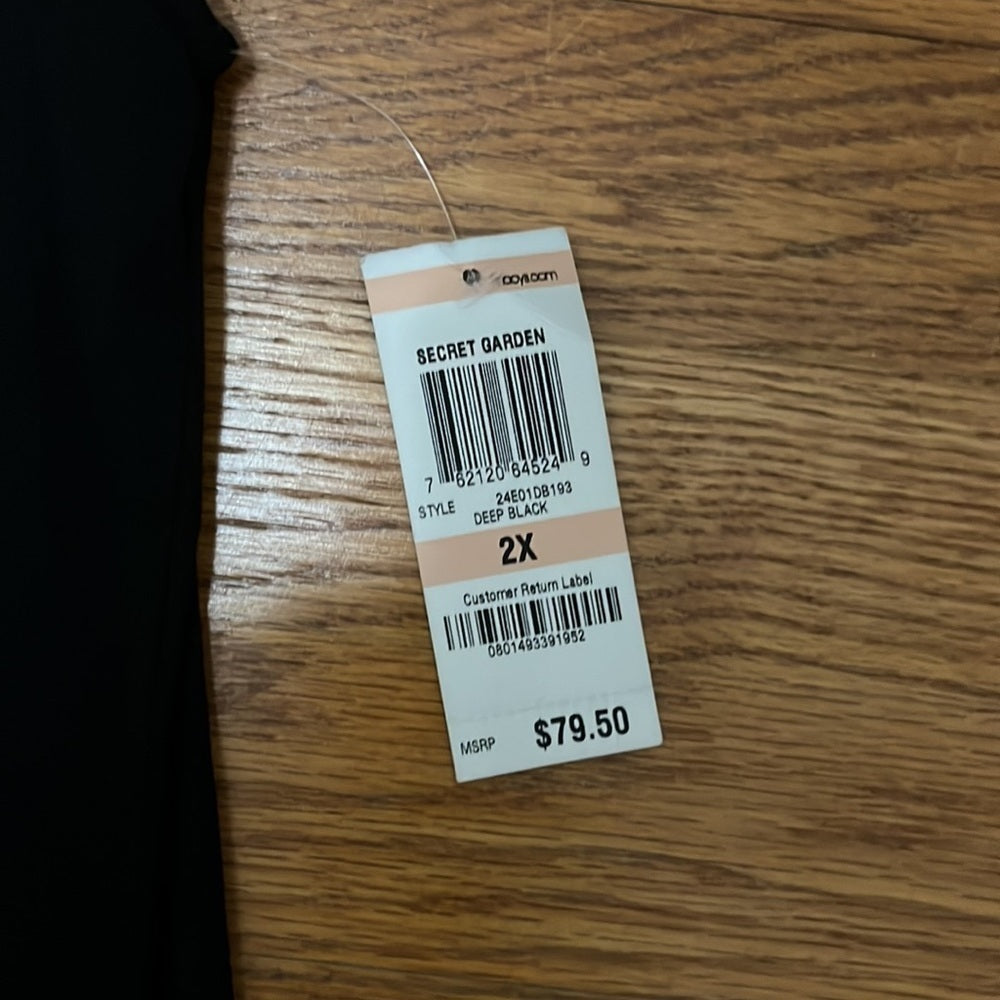 SECRET GARDEN
7 62120 64524 9
STYLE 24E01DB193
DEEP BLACK
2X
Customer Return Label
0801493391952
MSRP $79.50